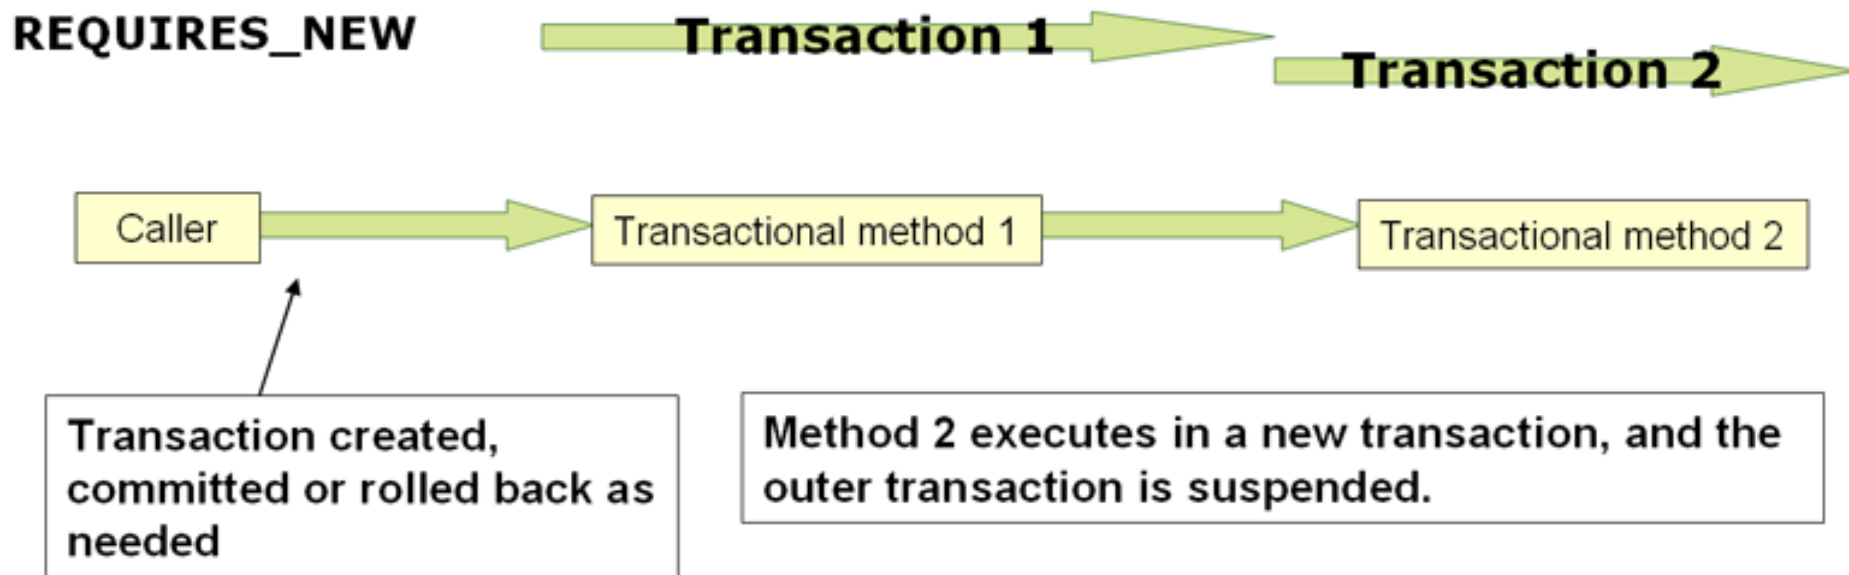 REQUIRES_NEW
Transaction 1
Transaction 2
Caller
Transactional method 1
Transactional method 2
Transaction created,
committed or rolled back as
needed
Method 2 executes in a new transaction, and the
outer transaction is suspended.